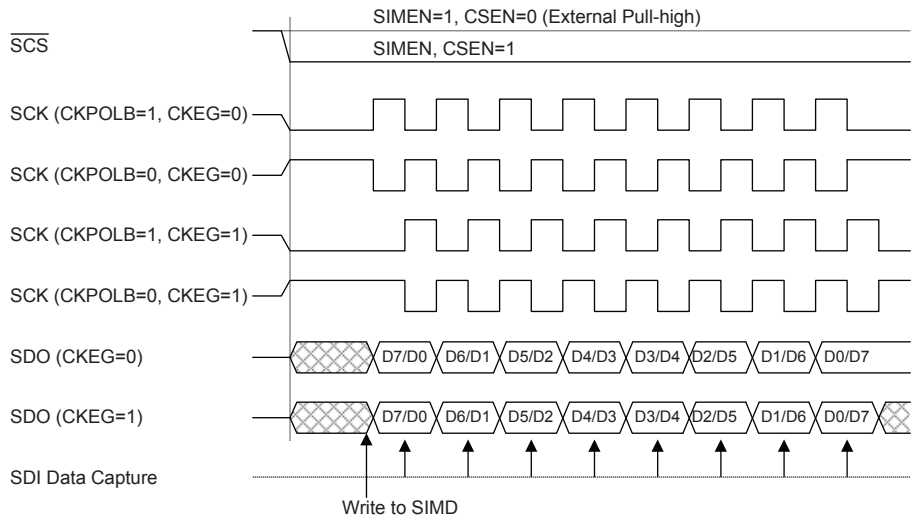 SIMEN=1, CSEN=0 (External Pull-high)
SCS
SIMEN, CSEN=1
SCK (CKPOLB=1, CKEG=0)
SCK (CKPOLB=0, CKEG=0)
SCK (CKPOLB=1, CKEG=1)
SCK (CKPOLB=0, CKEG=1)
SDO (CKEG=0) D7/D0 D6/D1 D5/D2 D4/D3 D3/D4 D2/D5 D1/D6 D0/D7
SDO (CKEG=1) D7/D0 D6/D1 D5/D2 D4/D3 D3/D4 D2/D5 D1/D6 D0/D7
SDI Data Capture
Write to SIMD